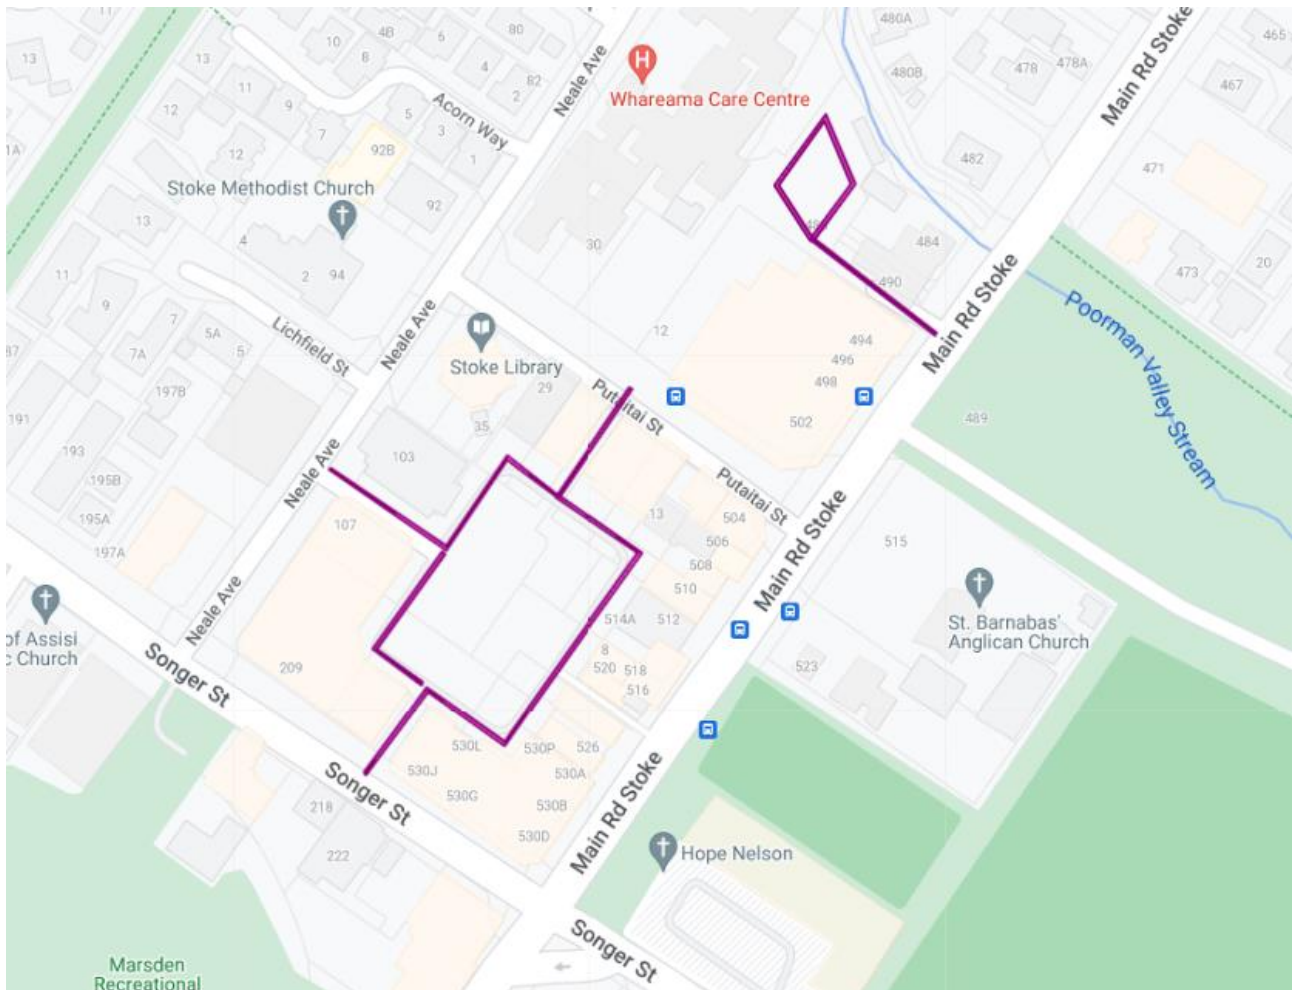 11
13
10
4B
6
80
8
4
82
2
13
11
9
7
12
12
5
3
1
92B
92
Acorn Way
Neale Ave
H
Whareama Care Centre
480A
480B
478
478A
465
467
Main Rd Stoke
1A
Stoke Methodist Church
13
4
2
94
30
482
471
484
490
473
20
11
9
7
5A
5
7A
197B
87
191
193
195B
195A
197A
Lichfield St
Neale Ave
Stoke Library
29
35
12
Putaitai St
494
496
498
502
Main Rd Stoke
Poorman Valley Stream
489
Neale Ave
103
107
Putaitai St
13
504
506
508
510
512
514A
8
520
518
516
Main Rd Stoke
515
St. Barnabas'
Anglican Church
523
of Assisi
c Church
Neale Ave
Songer St
209
530L
530P
526
530J
530A
530G
530B
530D
Songer St
218
222
Main Rd Stoke
Hope Nelson
Songer St
Marsden
Recreational